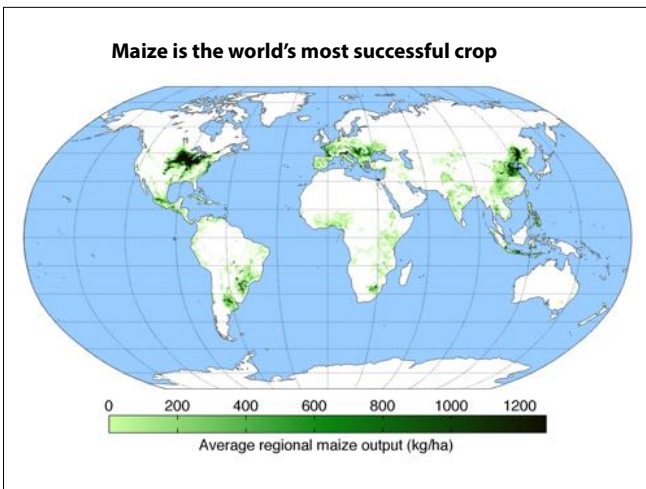 Maize is the world’s most successful crop
0 200 400 600 800 1000 1200
Average regional maize output (kg/ha)